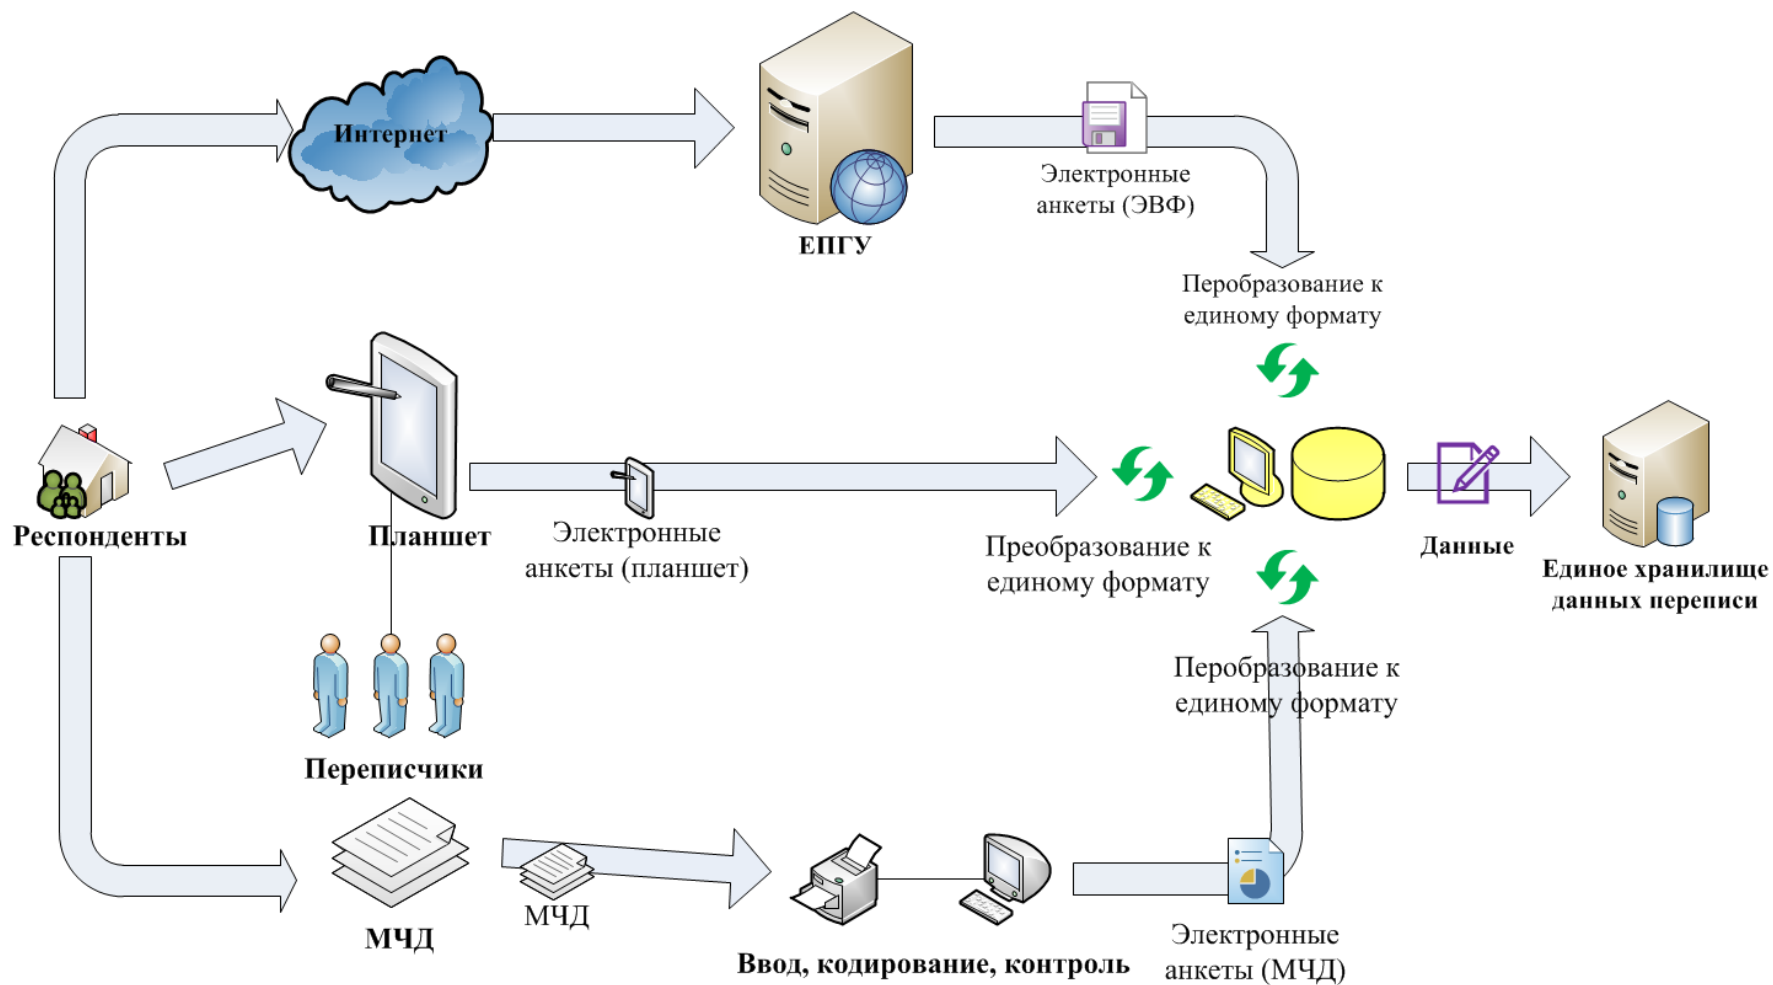 Интернет
ЕПГУ
Электронные
анкеты (ЭВФ)
Перобразование к
единому формату
Респонденты
Планшет
Электронные
анкеты (планшет)
Преобразование к
единому формату
Данные
Единое хранилище
данных переписи
Переписчики
Перобразование к
единому формату
МЧД
МЧД
Ввод, кодирование, контроль
Электронные
анкеты (МЧД)